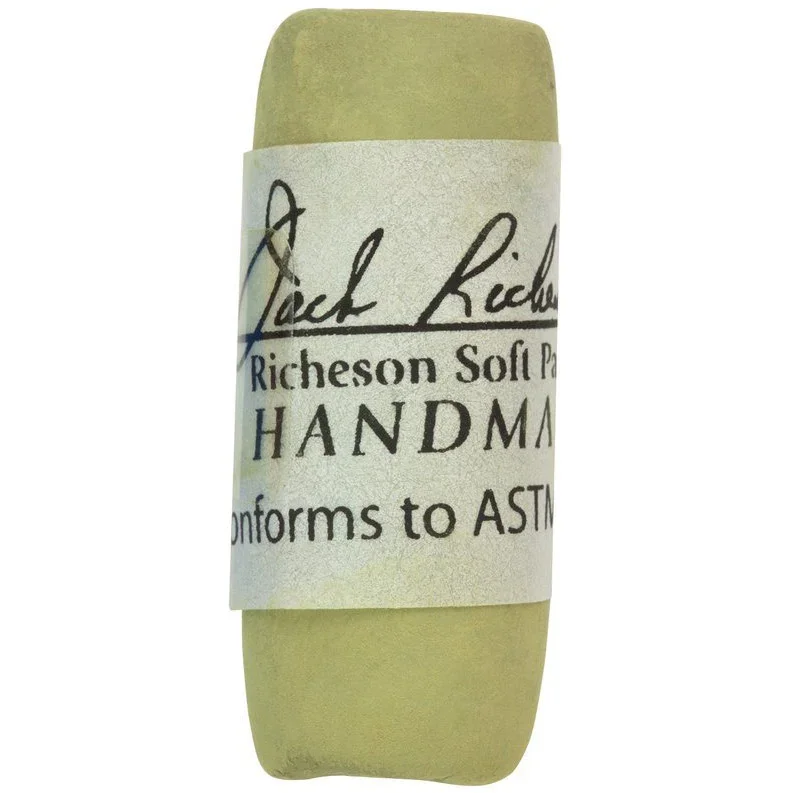 Jack Riche
Richeson Soft Pa
HANDMA
onforms to ASTM